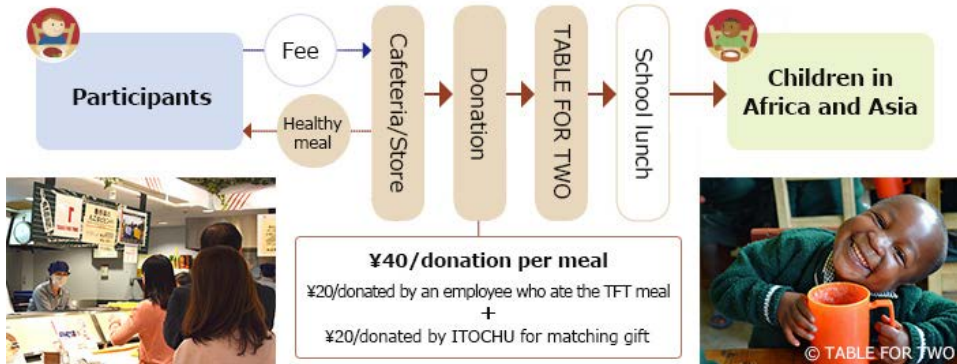 Participants
Fee
Healthy
meal
Cafeteria/Store
Donation
TABLE FOR TWO
School lunch
Children in
Africa and Asia
¥40/donation per meal
¥20/donated by an employee who ate the TFT meal
+
¥20/donated by ITOCHU for matching gift
© TABLE FOR TWO